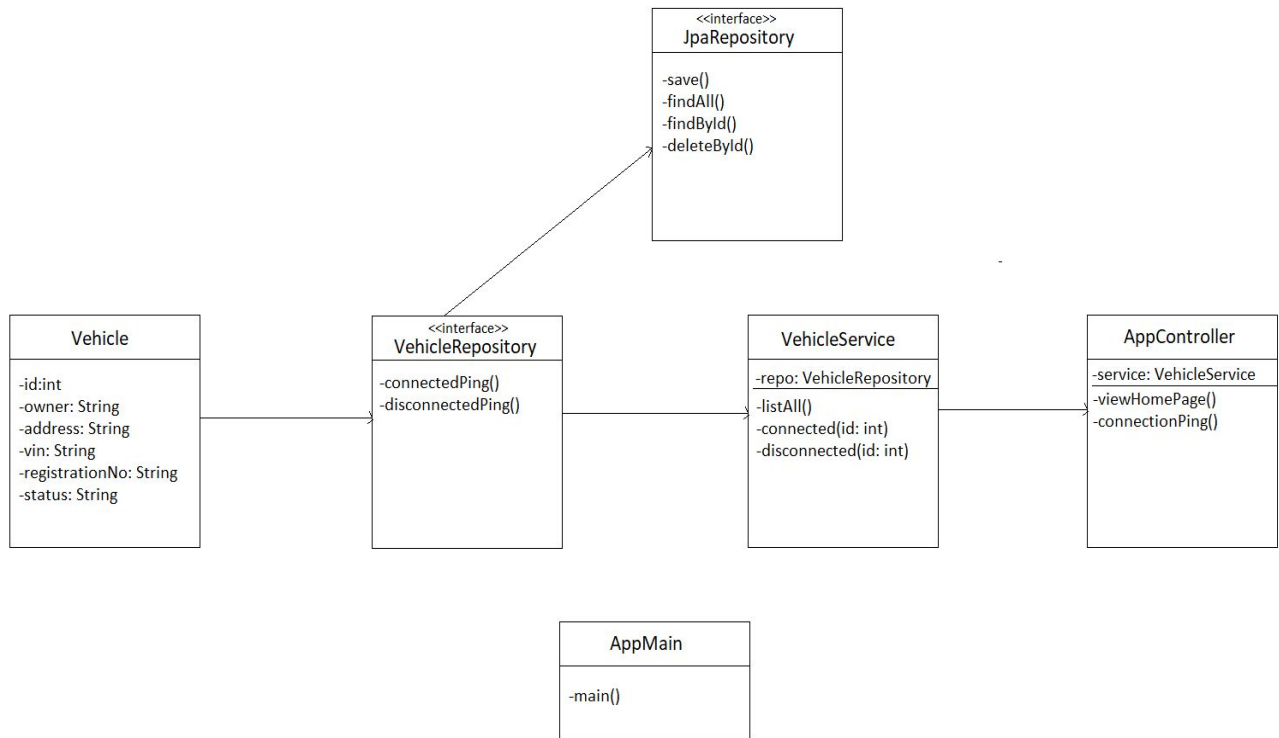 <<interface>>
JpaRepository
-save()
-findAll()
-findById()
-deleteById()
-
Vehicle
-id:int
-owner: String
-address: String
-vin: String
-registrationNo: String
-status: String
<<interface>>
VehicleRepository
-connectedPing()
-disconnectedPing()
VehicleService
-repo: VehicleRepository
-listAll()
-connected(id: int)
-disconnected(id: int)
AppController
-service: VehicleService
-viewHomePage()
-connectionPing()
AppMain
-main()